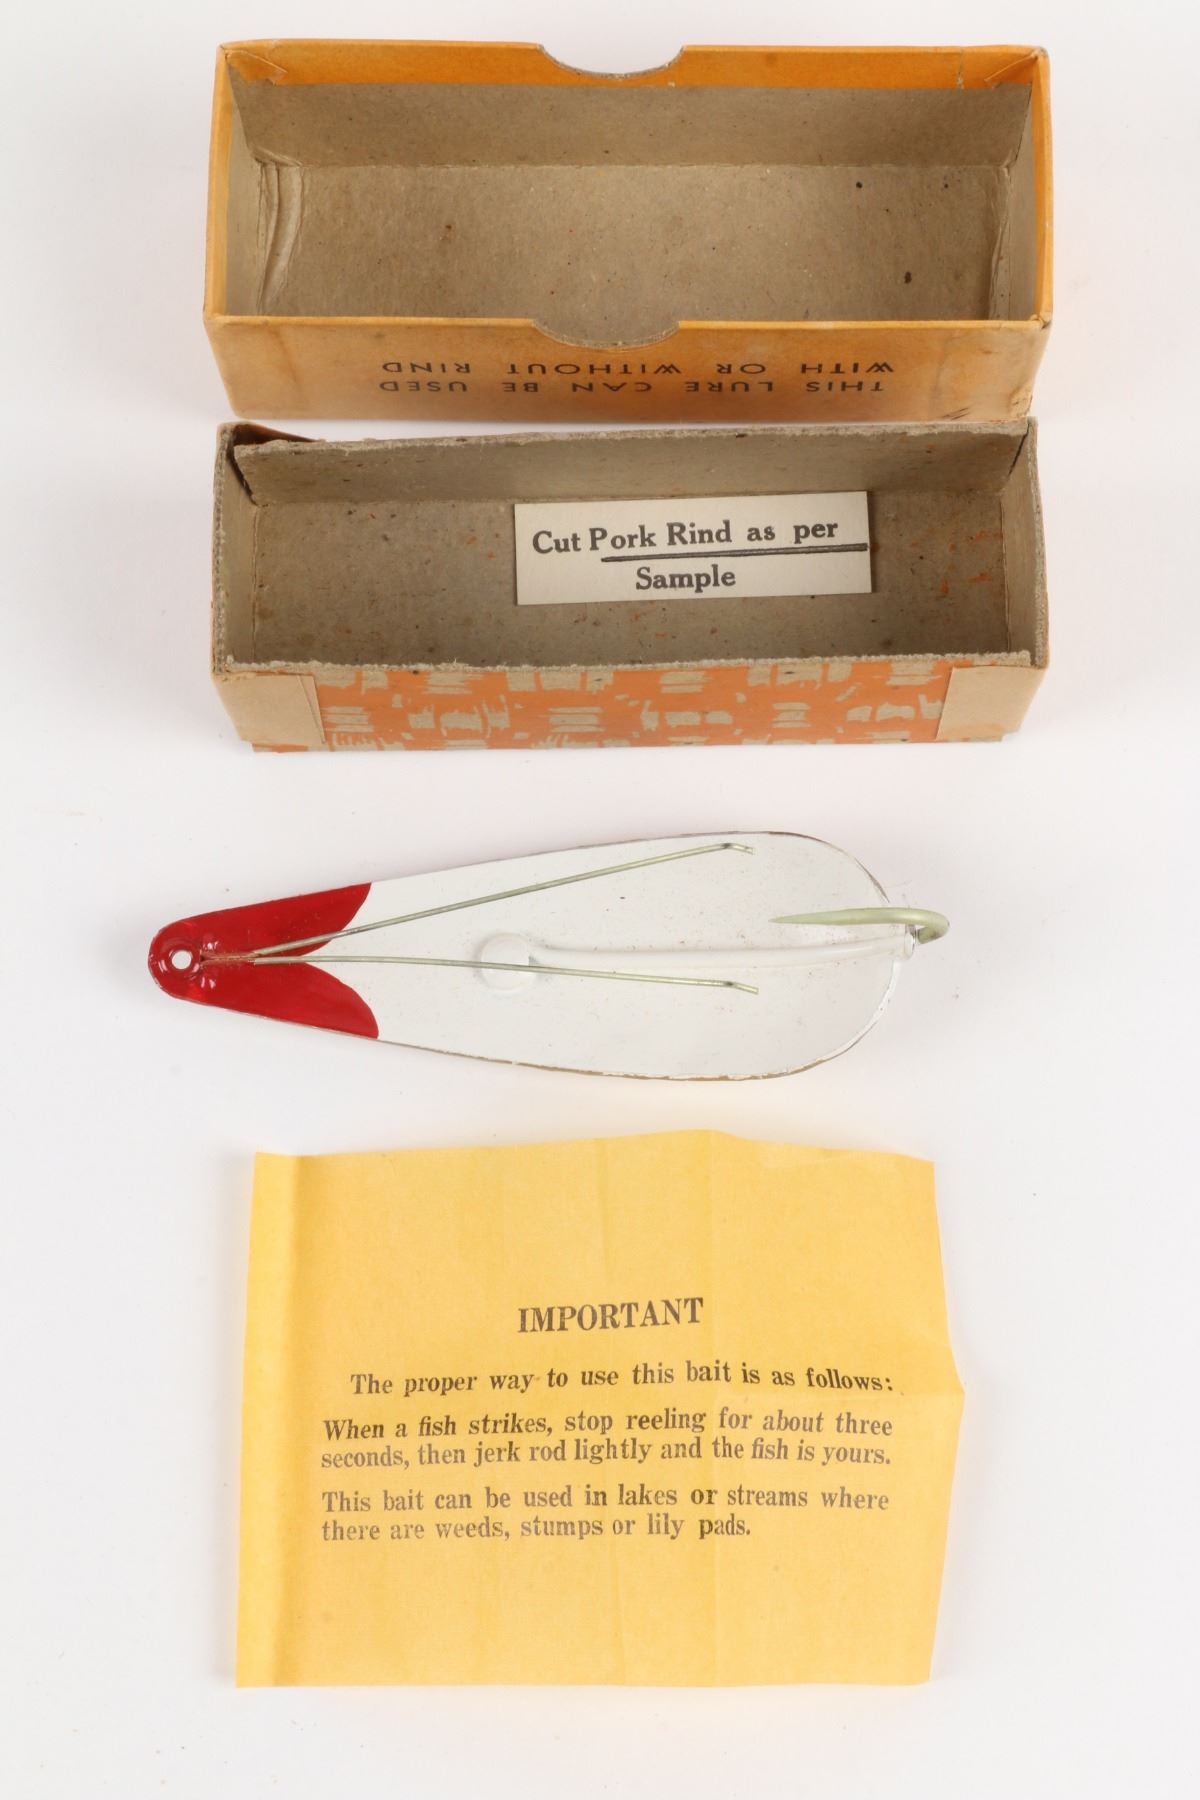 THIS LURE CAN BE USED
WITH OR WITHOUT RIND
Cut Pork Rind as per
Sample
IMPORTANT
The proper way to use this bait is as follows:
When a fish strikes, stop reeling for about three
seconds, then jerk rod lightly and the fish is yours.
This bait can be used in lakes or streams where
there are weeds, stumps or lily pads.